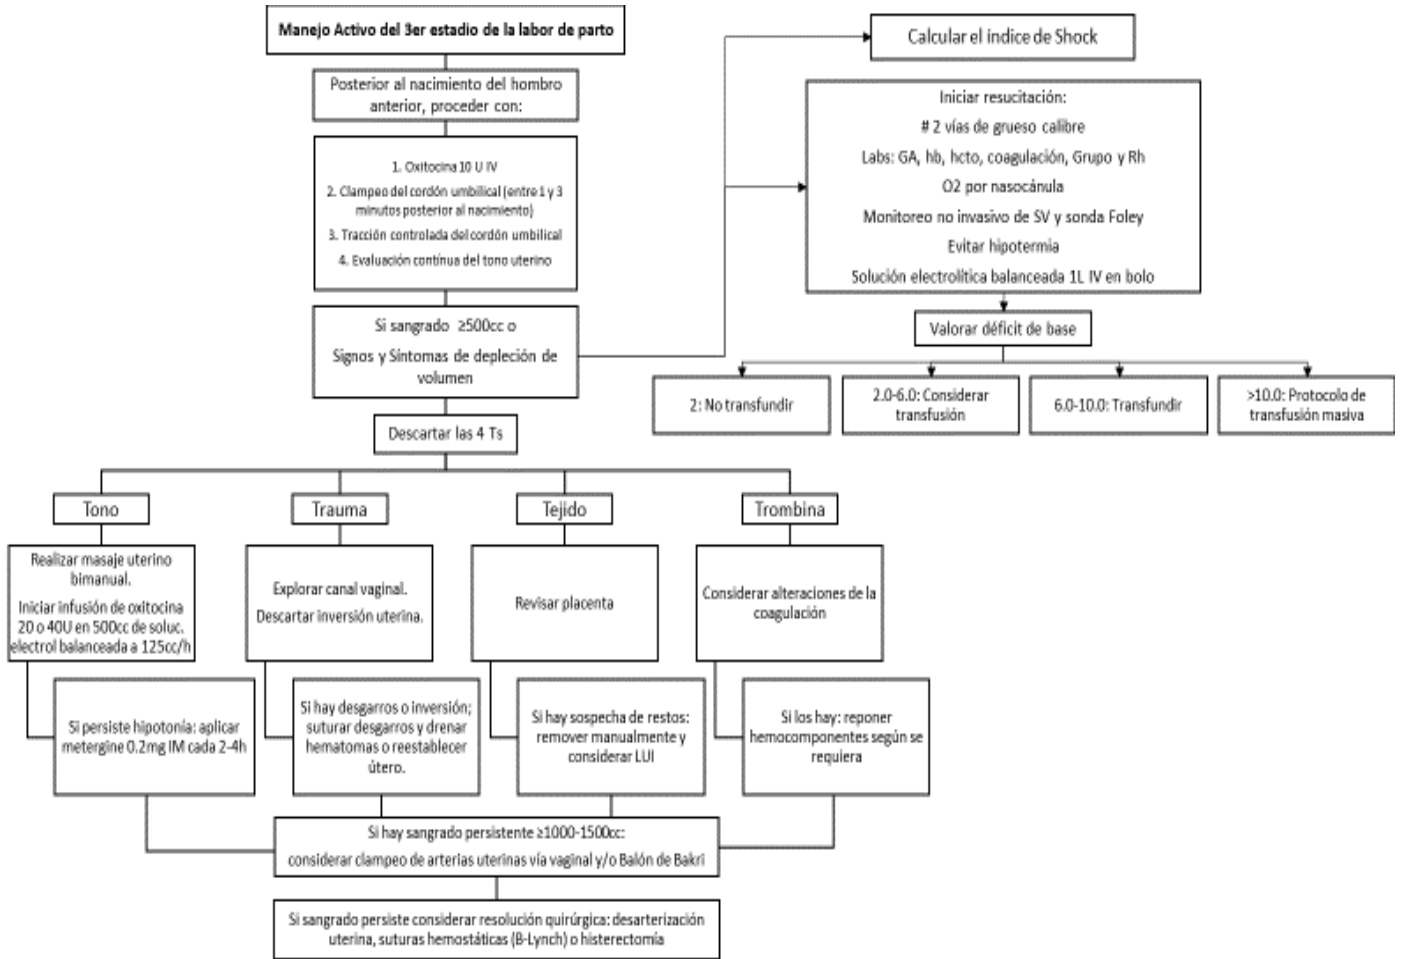 Manejo Activo del 3er estadio de la labor de parto
Posterior al nacimiento del hombro
anterior, proceder con:
1. Oxitocina 10 U IV
2. Clampeo del cordón umbilical (entre 1 y 3
minutos posterior al nacimiento)
3. Tracción controlada del cordón umbilical
4. Evaluación contínua del tono uterino
Si sangrado ≥500cc o
Signos y Síntomas de depleción de
volumen
Calcular el índice de Shock
Iniciar resucitación:
# 2 vías de grueso calibre
Labs: GA, hb, hcto, coagulación, Grupo y Rh
O2 por nasocánula
Monitoreo no invasivo de SV y sonda Foley
Evitar hipotermia
Solución electrolítica balanceada 1L IV en bolo
Valorar déficit de base
2: No transfundir
2.0-6.0: Considerar
transfusión
6.0-10.0: Transfundir
>10.0: Protocolo de
transfusión masiva
Descartar las 4 Ts
Tono
Realizar masaje uterino
bimanual.
Iniciar infusión de oxitocina
20 o 40U en 500cc de soluc.
electrol balanceada a 125cc/h
Si persiste hipotonía: aplicar
metergine 0.2mg IM cada 2-4h
Trauma
Explorar canal vaginal.
Descartar inversión uterina.
Si hay desgarros o inversión;
suturar desgarros y drenar
hematomas o reestablecer
útero.
Tejido
Revisar placenta
Si hay sospecha de restos:
remover manualmente y
considerar LUI
Trombina
Considerar alteraciones de la
coagulación
Si los hay: reponer
hemocomponentes según se
requiera
Si hay sangrado persistente ≥1000-1500cc:
considerar clampeo de arterias uterinas vía vaginal y/o Balón de Bakri
Si sangrado persiste considerar resolución quirúrgica: desarterización
uterina, suturas hemostáticas (B-Lynch) o histerectomía